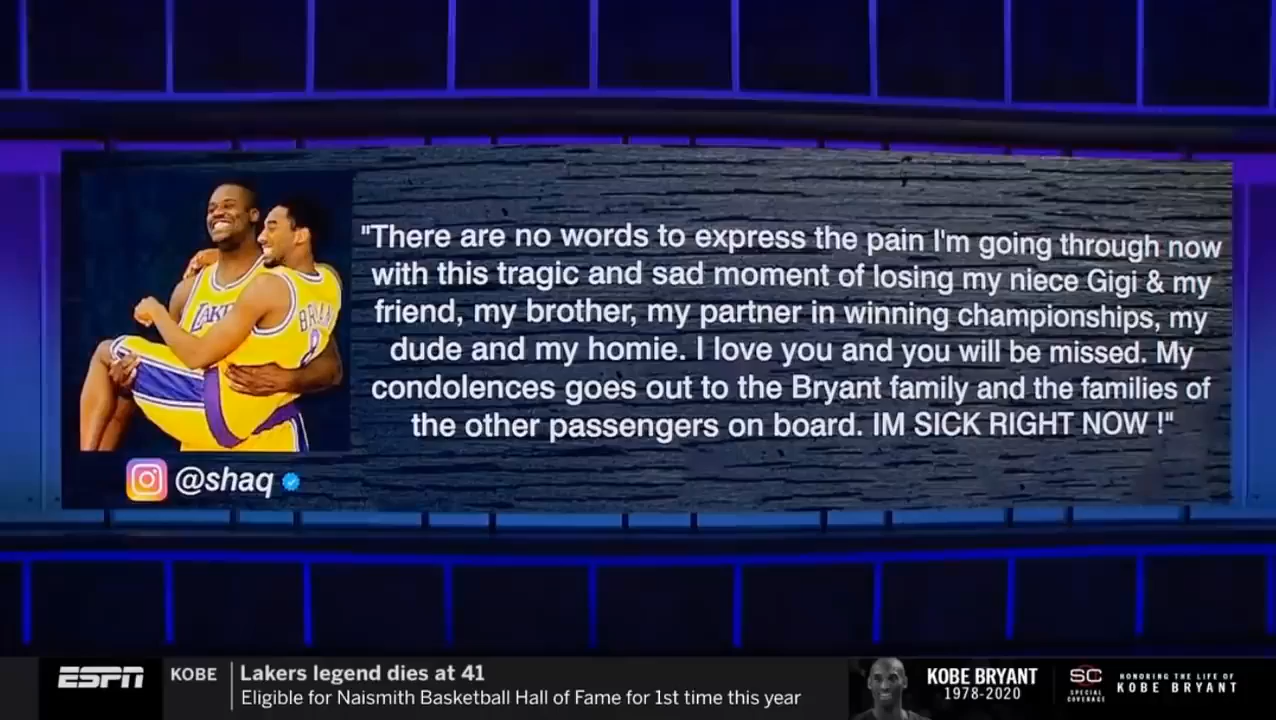 "There are no words to express the pain I'm going through now
with this tragic and sad moment of losing my niece Gigi & my
friend, my brother, my partner in winning championships, my
dude and my homie. I love you and you will be missed. My
condolences goes out to the Bryant family and the families of
the other passengers on board. IM SICK RIGHT NOW !"
LAKE
BRYA
8
@shaq
ESPN
KOBE
Lakers legend dies at 41
Eligible for Naismith Basketball Hall of Fame for 1st time this year
KOBE BRYANT
1978-2020
SC
SPECIAL
COVERAGE
HONORING THE LIFE OF
KOBE BRYANT